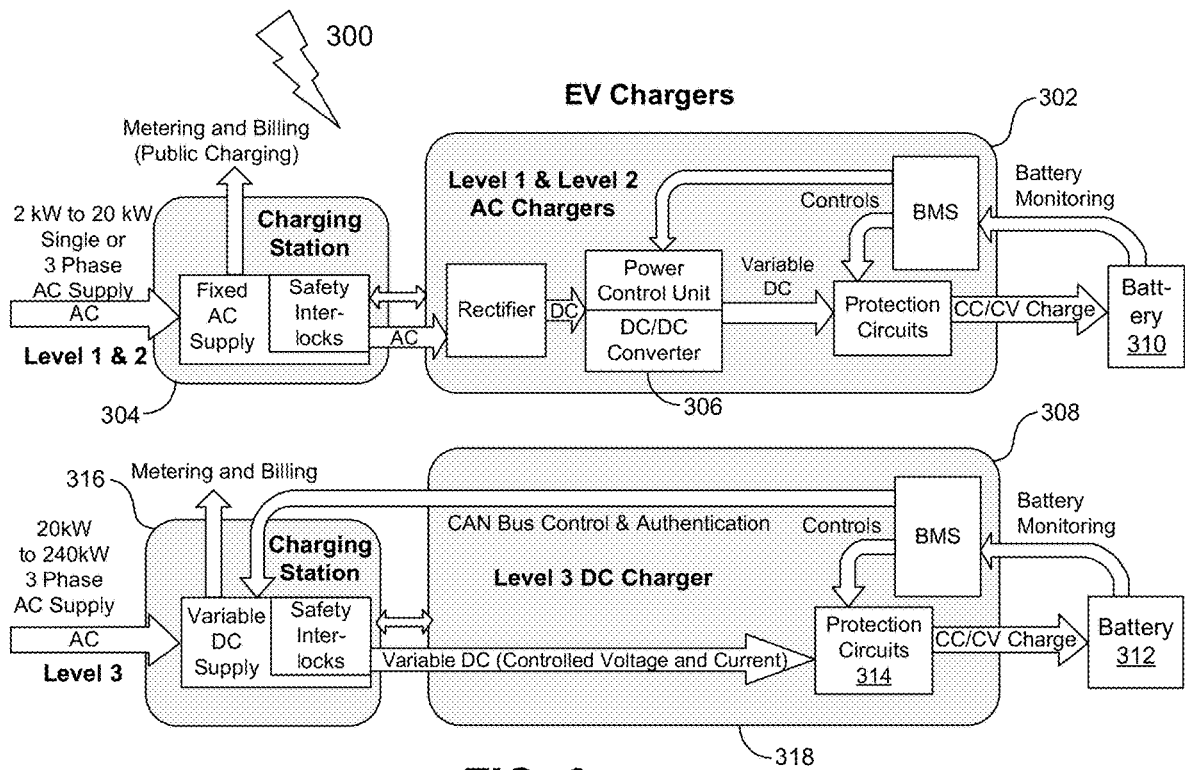 300
EV Chargers
302
Metering and Billing
(Public Charging)
2 kW to 20 kW
Single or
3 Phase
AC Supply
AC
Level 1 & 2
Charging
Station
Fixed
AC
Supply
Safety
Inter-
locks
AC
304
Level 1 & Level 2
AC Chargers
Rectifier
DC
Power
Control Unit
DC/DC
Converter
306
Variable
DC
Controls
BMS
Protection
Circuits
Battery
Monitoring
CC/CV Charge
Batt-
ery
310
308
316
Metering and Billing
20kW
to 240kW
3 Phase
AC Supply
AC
Level 3
Charging
Station
Variable
DC
Supply
Safety
Inter-
locks
CAN Bus Control & Authentication
Level 3 DC Charger
Variable DC (Controlled Voltage and Current)
Controls
BMS
Protection
Circuits
314
Battery
Monitoring
CC/CV Charge
Battery
312
318